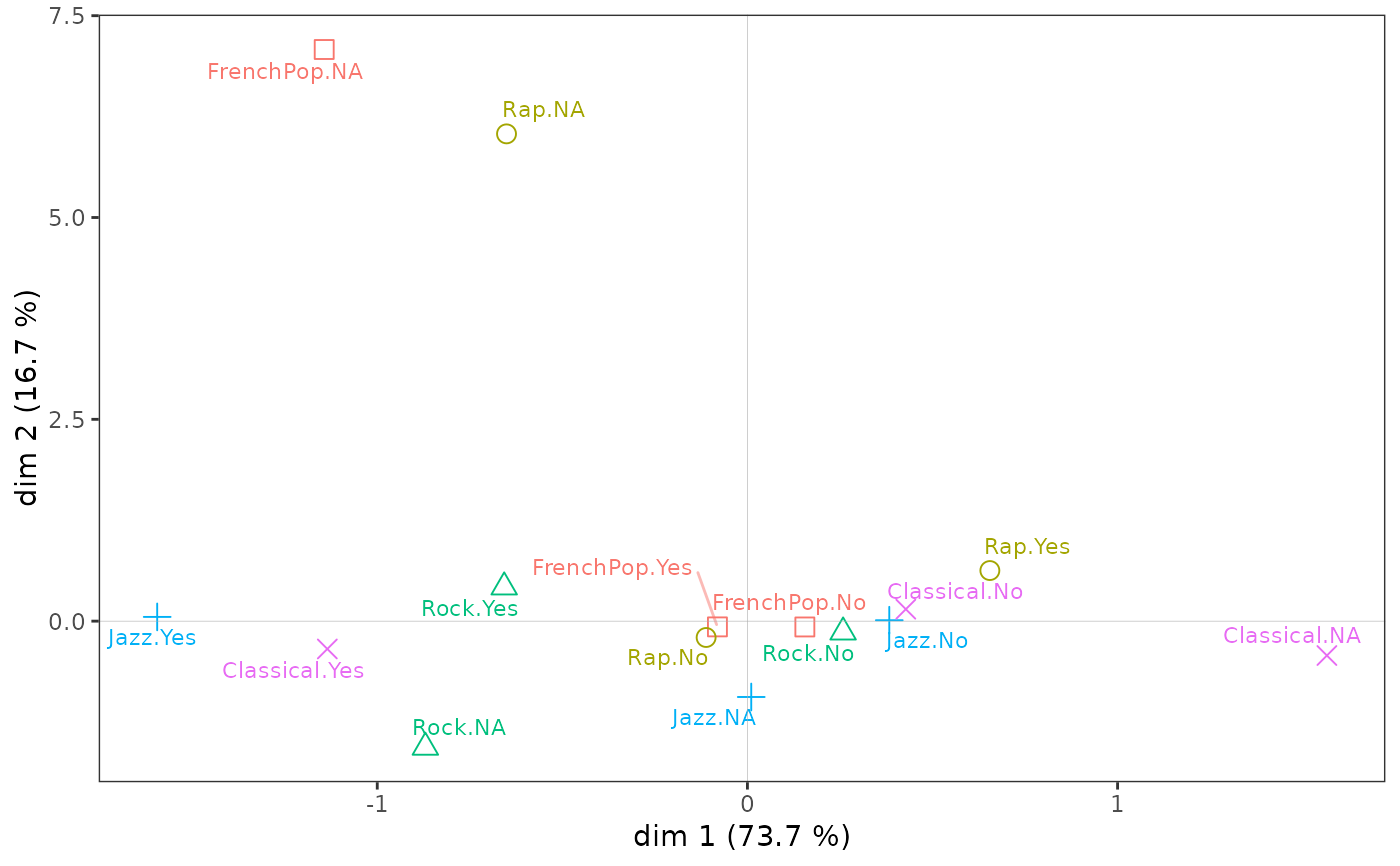 7.5
FrenchPop.NA
Rap.NA
5.0
dim 2 (16.7 %)
2.5
Rap.Yes
FrenchPop.Yes
Classical.No
FrenchPop.No
Rock.Yes
0.0
Jazz.Yes
Classical.NA
Jazz.No
Rock.No
Rap.No
Classical.Yes
Jazz.NA
Rock.NA
-1
0
1
dim 1 (73.7 %)